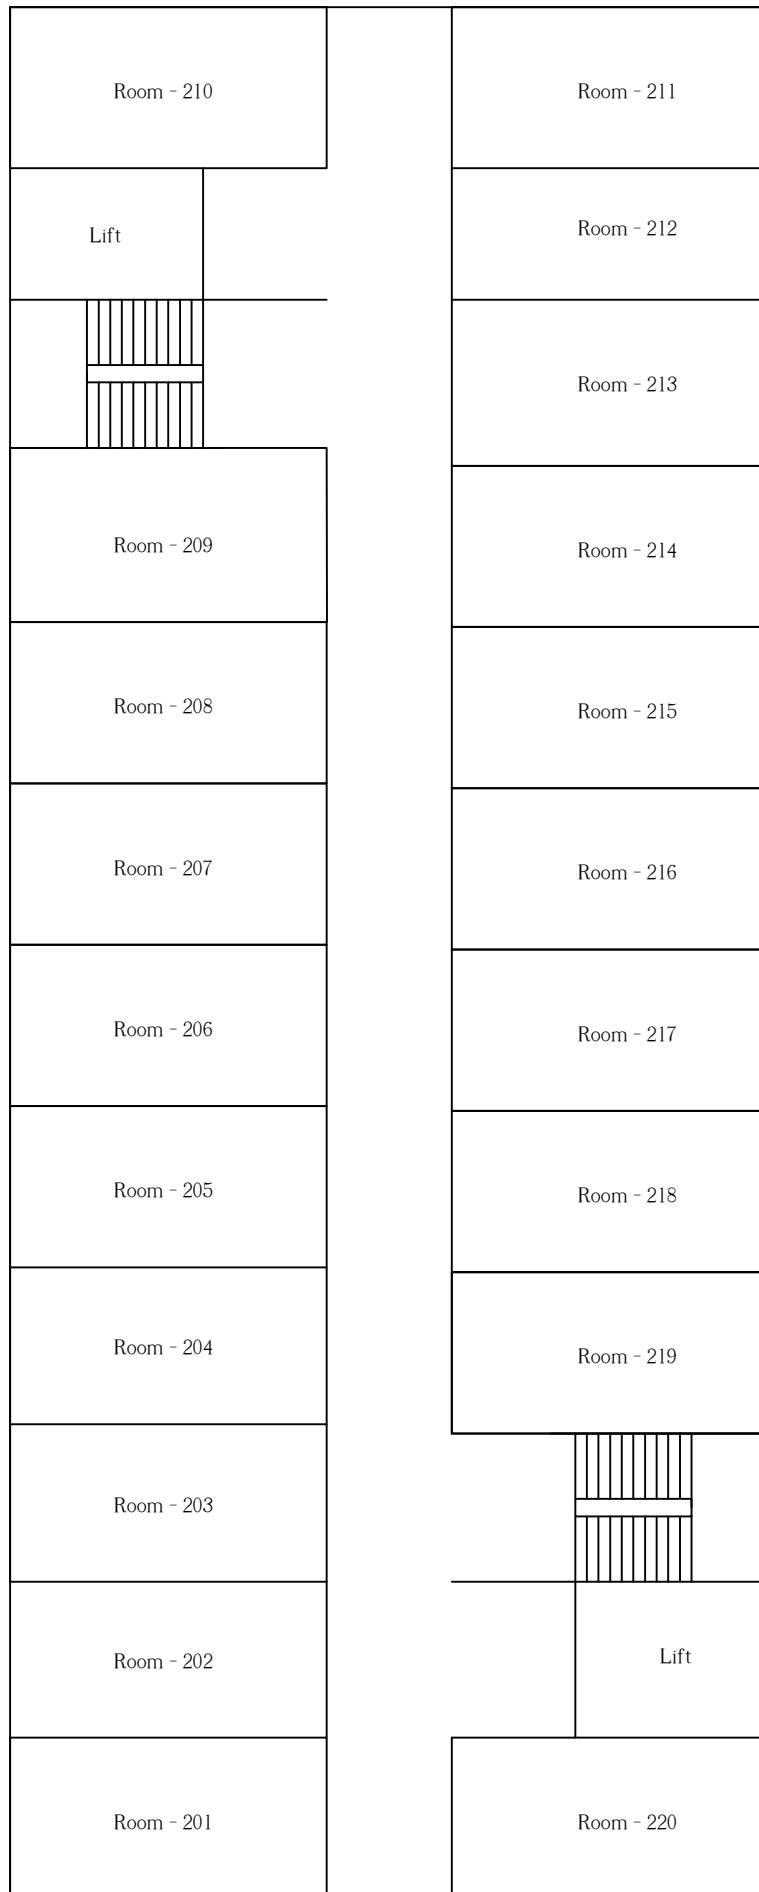 Room - 210
Room - 211
Lift
Room - 212
Room - 213
Room - 209
Room - 214
Room - 208
Room - 215
Room - 207
Room - 216
Room - 206
Room - 217
Room - 205
Room - 218
Room - 204
Room - 219
Room - 203
Room - 202
Lift
Room - 201
Room - 220